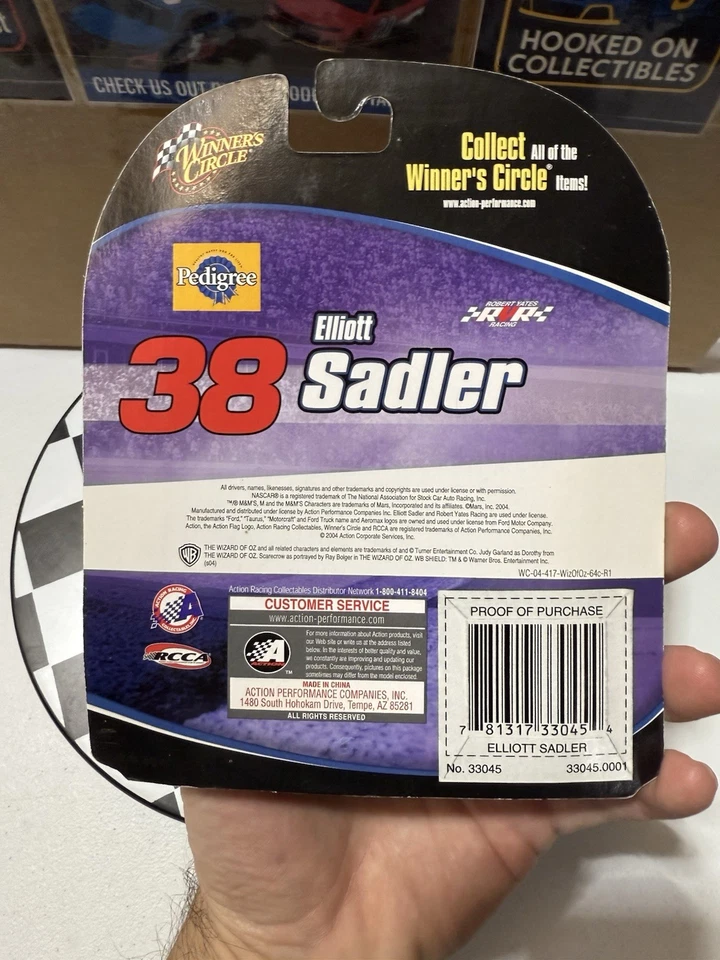 HOOKED ON
COLLECTIBLES
CHECK US OUT
WINNER'S
CIRCLE
Collect All of the
Winner's Circle® Items!
www.action-performance.com
Pedigree
ROBERT YATES
RYR
RACING
Elliott
38 Sadler
All drivers, names, likenesses, signatures and other trademarks and copyrights are used under license or with permission.
NASCAR® is a registered trademark of The National Association for Stock Car Auto Racing, Inc.
™/® M&M'S, M and the M&M'S Characters are trademarks of Mars, Incorporated and its affiliates. ©Mars, Inc. 2004.
Manufactured and distributed under license by Action Performance Companies Inc. Elliott Sadler and Robert Yates Racing are used under license.
The trademarks "Ford," "Taurus," "Motorcraft" and Ford Truck name and Aeromax logos are owned and used under license from Ford Motor Company.
Action, the Action Flag Logo, Action Racing Collectables, Winner's Circle and RCCA are registered trademarks of Action Performance Companies, Inc.
© 2004 Action Corporate Services, Inc.
WB
THE WIZARD OF OZ and all related characters and elements are trademarks of and © Turner Entertainment Co. Judy Garland as Dorothy from
THE WIZARD OF OZ. Scarecrow as portrayed by Ray Bolger in THE WIZARD OF OZ. WB SHIELD: TM & © Warner Bros. Entertainment Inc.
(s04)
WC-04-417-WizOfOz-64c-R1
Action Racing Collectables Distributor Network 1-800-411-8404
ACTION RACING
COLLECTABLES
RCCA
CUSTOMER SERVICE
www.action-performance.com
ACTION
™
For more information about Action products, visit
our Web site or write us at the address listed
below. In the interests of better quality and value,
we constantly are improving and updating our
products. Consequently, pictures on this package
sometimes may differ from the model enclosed.
MADE IN CHINA
ACTION PERFORMANCE COMPANIES, INC.
1480 South Hohokam Drive, Tempe, AZ 85281
ALL RIGHTS RESERVED
PROOF OF PURCHASE
7 81317 33045 4
ELLIOTT SADLER
No. 33045 33045.0001